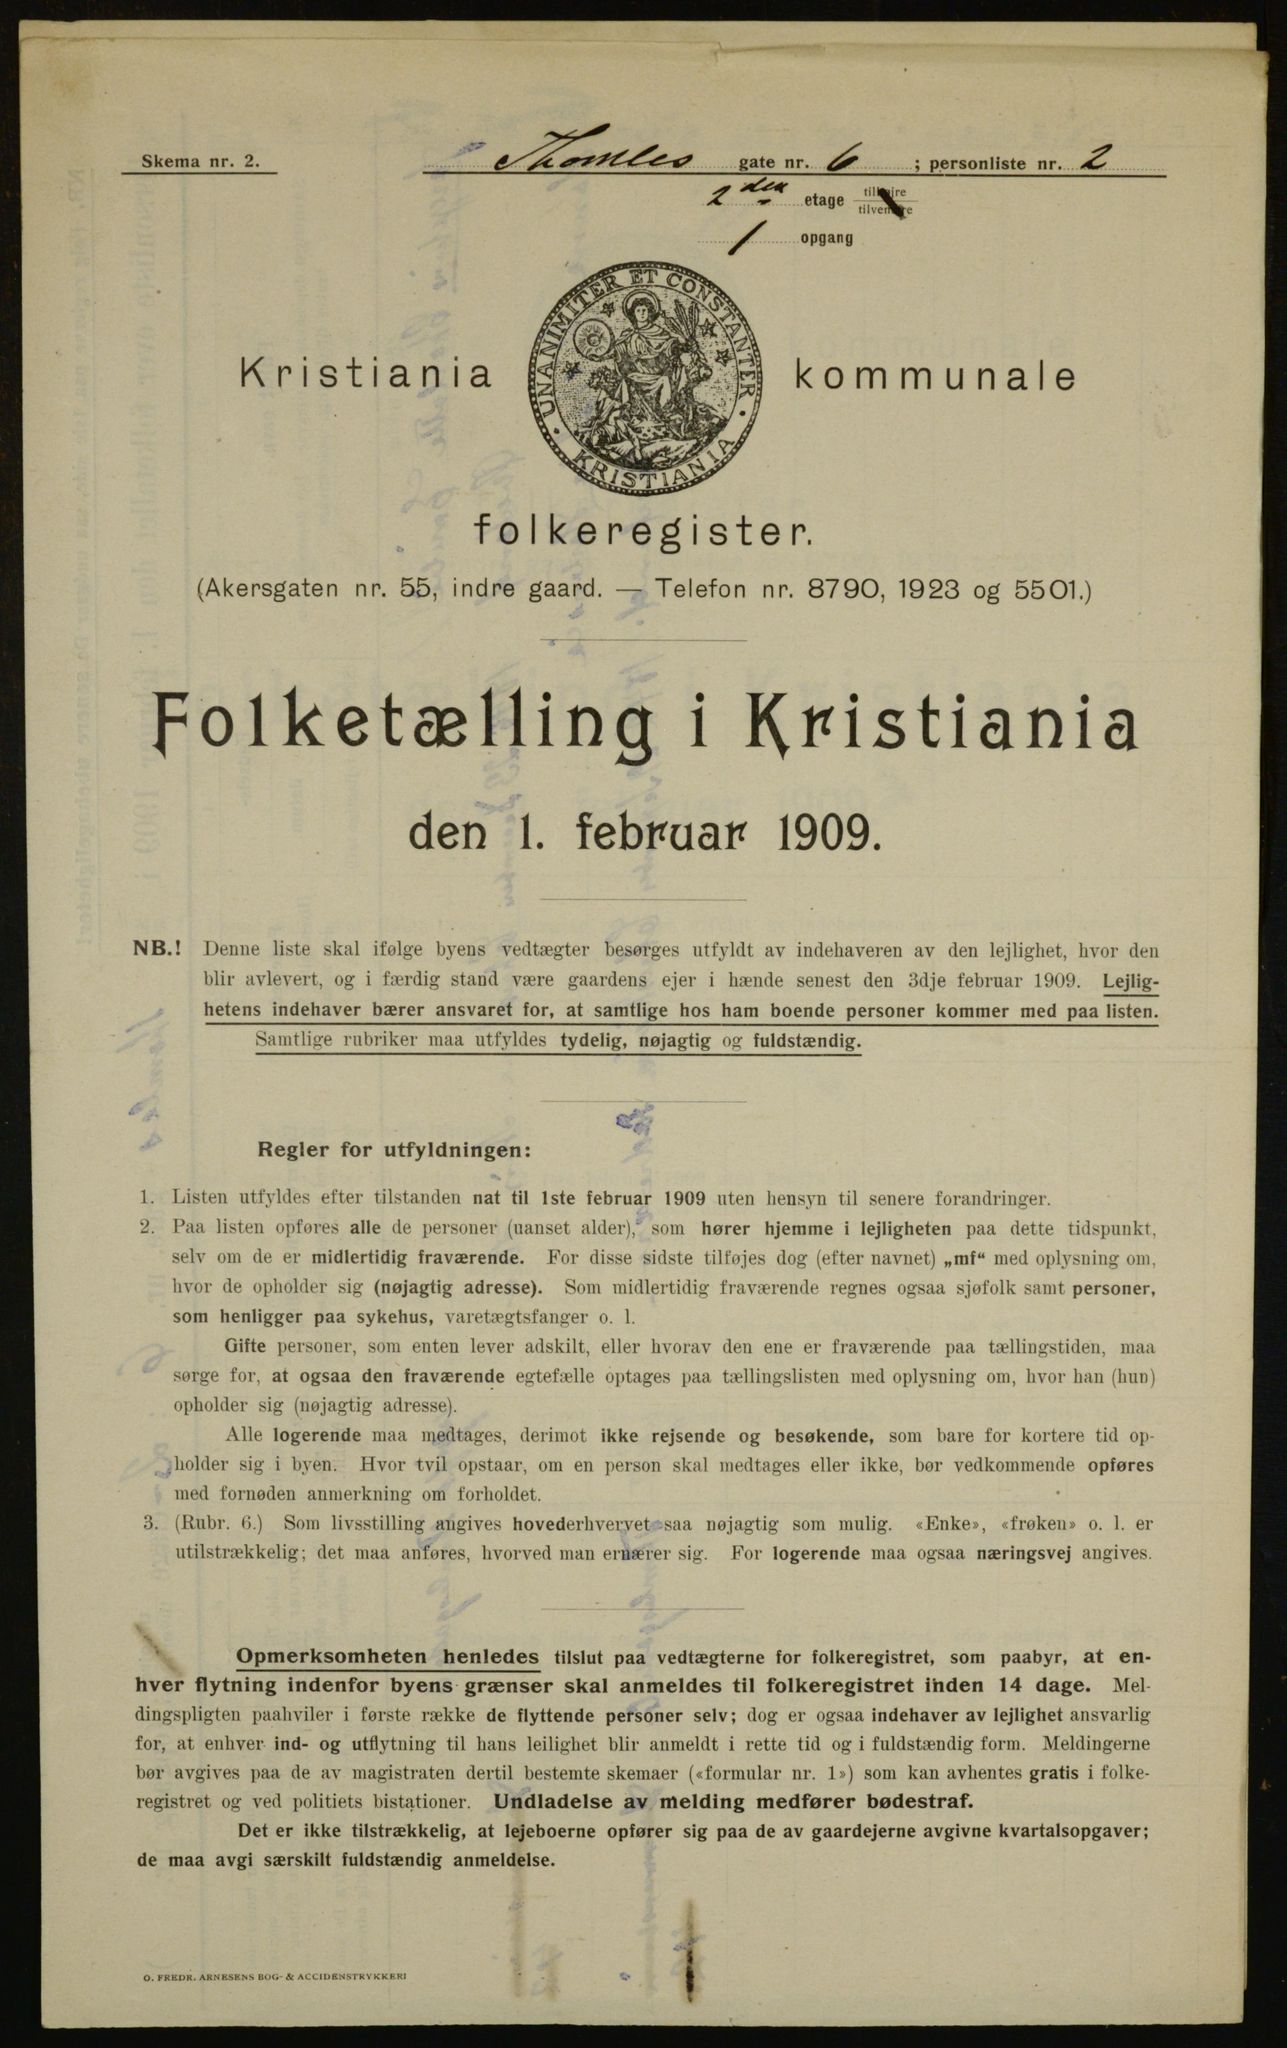 Skema nr. 2.
Thomles gate nr. 6 ; personliste nr. 2
2den etage tilhøire tilvenstre
1 opgang
UNANIMITER ET CONSTANTER · KRISTIANIA ·
Kristiania kommunale
folkeregister.
(Akersgaten nr. 55, indre gaard. — Telefon nr. 8790, 1923 og 5501.)
Folketælling i Kristiania
den 1. februar 1909.
NB.! Denne liste skal ifølge byens vedtægter besørges utfyldt av indehaveren av den lejlighet, hvor den
blir avlevert, og i færdig stand være gaardens ejer i hænde senest den 3dje februar 1909. Lejlig-
hetens indehaver bærer ansvaret for, at samtlige hos ham boende personer kommer med paa listen.
Samtlige rubriker maa utfyldes tydelig, nøjagtig og fuldstændig.
Regler for utfyldningen:
1. Listen utfyldes efter tilstanden nat til 1ste februar 1909 uten hensyn til senere forandringer.
2. Paa listen opføres alle de personer (uanset alder), som hører hjemme i lejligheten paa dette tidspunkt,
selv om de er midlertidig fraværende. For disse sidste tilføjes dog (efter navnet) „mf“ med oplysning om,
hvor de opholder sig (nøjagtig adresse). Som midlertidig fraværende regnes ogsaa sjøfolk samt personer,
som henligger paa sykehus, varetægtsfanger o. l.
Gifte personer, som enten lever adskilt, eller hvorav den ene er fraværende paa tællingstiden, maa
sørge for, at ogsaa den fraværende egtefælle optages paa tællingslisten med oplysning om, hvor han (hun)
opholder sig (nøjagtig adresse).
Alle logerende maa medtages, derimot ikke rejsende og besøkende, som bare for kortere tid op-
holder sig i byen. Hvor tvil opstaar, om en person skal medtages eller ikke, bør vedkommende opføres
med fornøden anmerkning om forholdet.
3. (Rubr. 6.) Som livsstilling angives hovederhvervet saa nøjagtig som mulig. «Enke», «frøken» o. l. er
utilstrækkelig; det maa anføres, hvorved man ernærer sig. For logerende maa ogsaa næringsvej angives.
Opmerksomheten henledes tilslut paa vedtægterne for folkeregistret, som paabyr, at en-
hver flytning indenfor byens grænser skal anmeldes til folkeregistret inden 14 dage. Mel-
dingspligten paahviler i første række de flyttende personer selv; dog er ogsaa indehaver av lejlighet ansvarlig
for, at enhver ind- og utflytning til hans leilighet blir anmeldt i rette tid og i fuldstændig form. Meldingerne
bør avgives paa de av magistraten dertil bestemte skemaer («formular nr. 1») som kan avhentes gratis i folke-
registret og ved politiets bistationer. Undladelse av melding medfører bødestraf.
Det er ikke tilstrækkelig, at lejeboerne opfører sig paa de av gaardejerne avgivne kvartalsopgaver;
de maa avgi særskilt fuldstændig anmeldelse.
O. FREDR. ARNESENS BOG- & ACCIDENSTRYKKERI